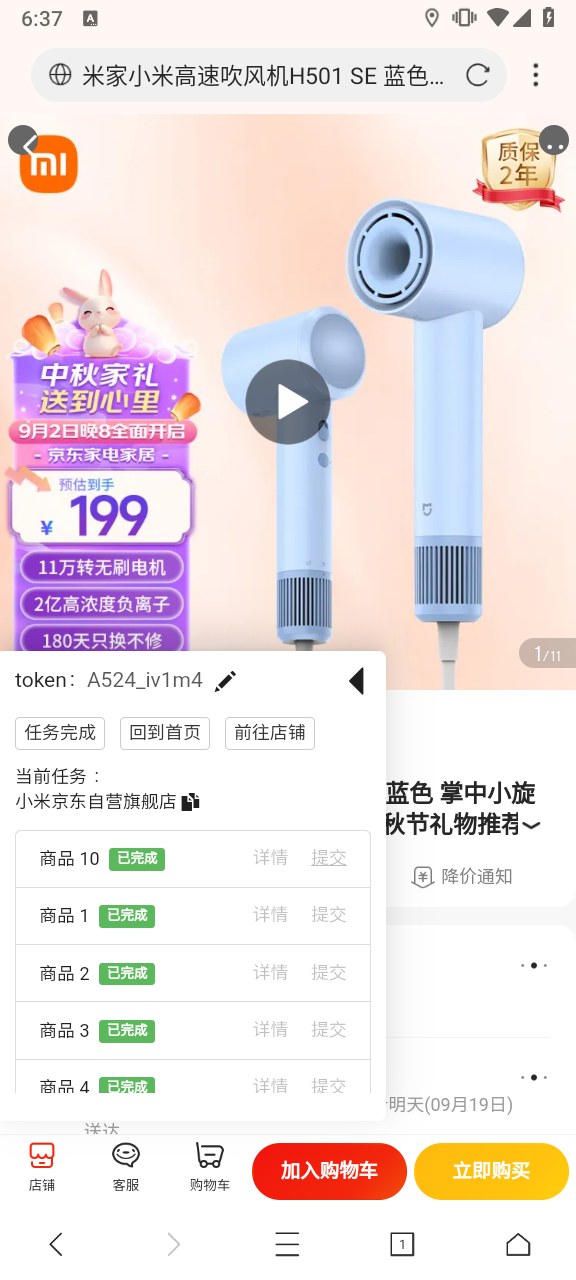 6:37
A
米家小米高速吹风机H501 SE 蓝色...
mi
质保
2年
中秋家礼
送到心里
9月2日晚8全面开启
- 京东家电家居 -
预估到手
¥ 199
11万转无刷电机
2亿高浓度负离子
180天只换不修
1/11
token: A524_iv1m4
任务完成
回到首页
前往店铺
当前任务：
小米京东自营旗舰店
蓝色 掌中小旋
秋节礼物推荐
降价通知
商品 10 已完成 详情 提交
商品 1 已完成 详情 提交
商品 2 已完成 详情 提交
商品 3 已完成 详情 提交
商品 4 已完成 详情 提交
明天(09月19日)
送达
店铺
客服
购物车
加入购物车
立即购买
1